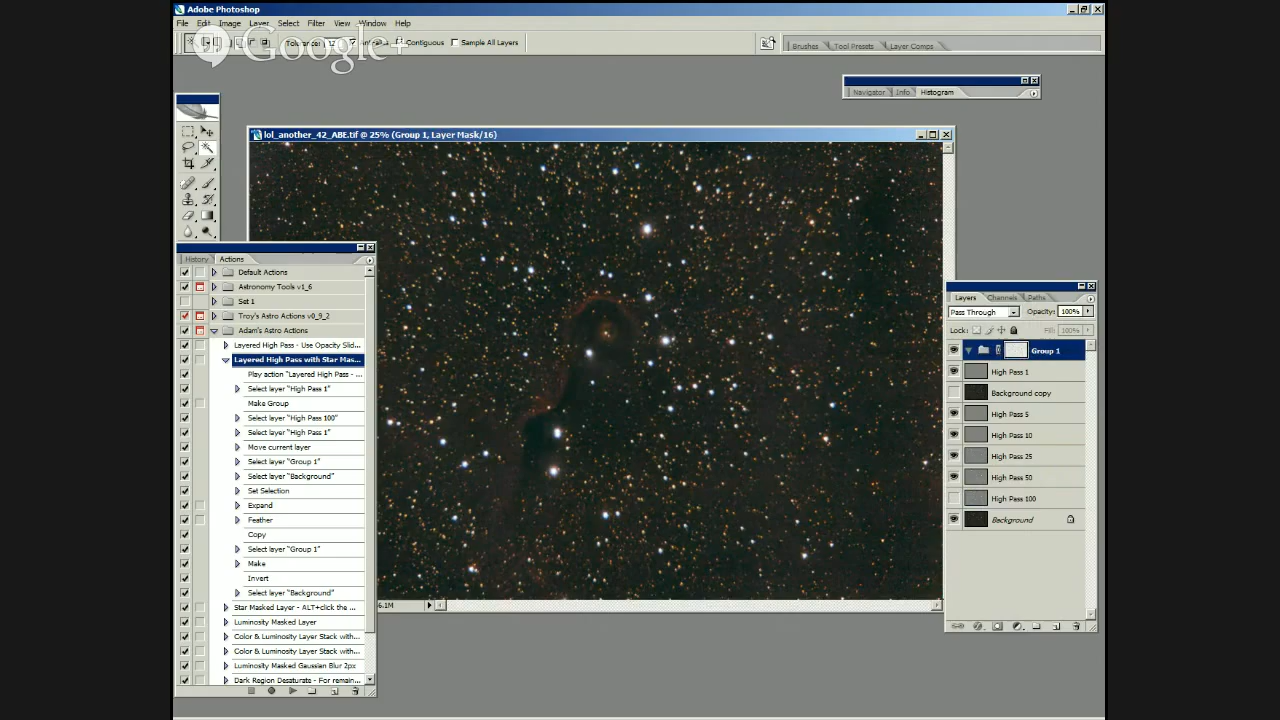 Adobe Photoshop
File Edit Image Layer Select Filter View Window Help
Google+
Tolerance: Contiguous Sample All Layers
Brushes Tool Presets Layer Comps
Navigator Info Histogram
lol_another_42_ABE.tif @ 25% (Group 1, Layer Mask/16)
History Actions
Default Actions
Astronomy Tools v1_6
Set 1
Troy's Astro Actions v0_9_2
Adam's Astro Actions
Layered High Pass - Use Opacity Slid...
Layered High Pass with Star Mas...
Play action "Layered High Pass - ...
Select layer "High Pass 1"
Make Group
Select layer "High Pass 100"
Select layer "High Pass 1"
Move current layer
Select layer "Group 1"
Select layer "Background"
Set Selection
Expand
Feather
Copy
Select layer "Group 1"
Make
Invert
Select layer "Background"
Star Masked Layer - ALT+click the ...
Luminosity Masked Layer
Color & Luminosity Layer Stack with...
Color & Luminosity Layer Stack with...
Luminosity Masked Gaussian Blur 2px
Dark Region Desaturate - For remain...
6.1M
Layers Channels Paths
Pass Through Opacity: 100%
Lock: Fill: 100%
Group 1
High Pass 1
Background copy
High Pass 5
High Pass 10
High Pass 25
High Pass 50
High Pass 100
Background